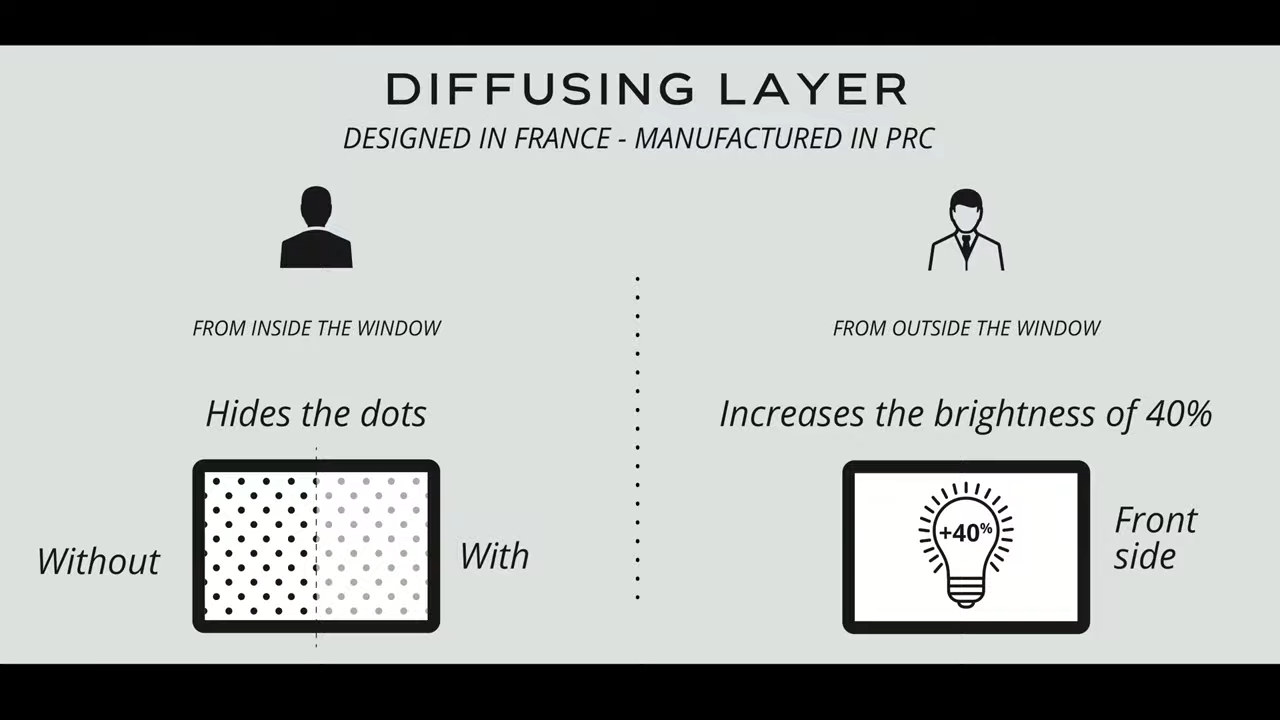 DIFFUSING LAYER
DESIGNED IN FRANCE - MANUFACTURED IN PRC
FROM INSIDE THE WINDOW
Hides the dots
Without
With
FROM OUTSIDE THE WINDOW
Increases the brightness of 40%
+40%
Front
side